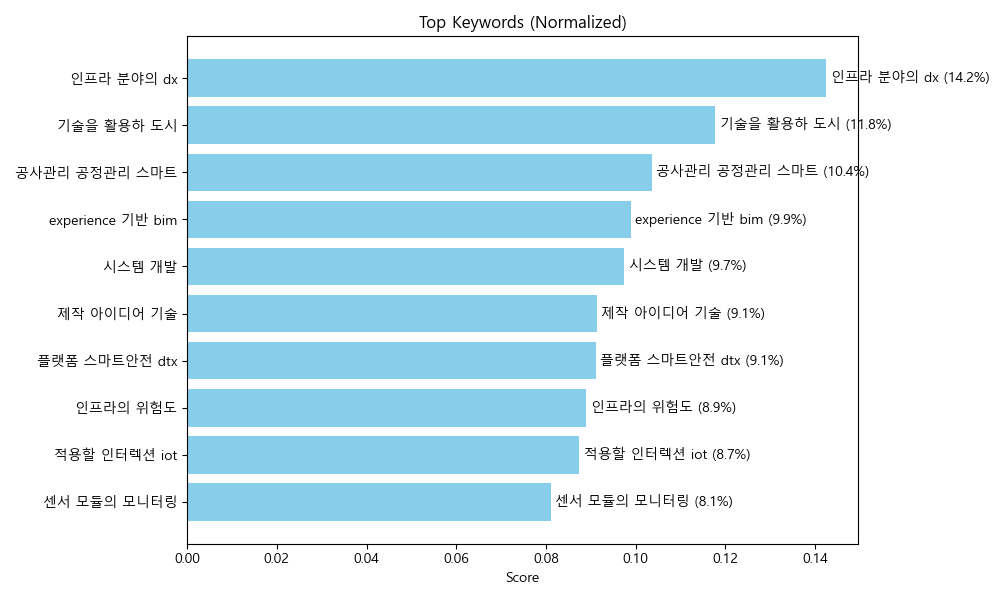 Top Keywords (Normalized)
인프라 분야의 dx 인프라 분야의 dx (14.2%)
기술을 활용하 도시 기술을 활용하 도시 (11.8%)
공사관리 공정관리 스마트 공사관리 공정관리 스마트 (10.4%)
experience 기반 bim experience 기반 bim (9.9%)
시스템 개발 시스템 개발 (9.7%)
제작 아이디어 기술 제작 아이디어 기술 (9.1%)
플랫폼 스마트안전 dtx 플랫폼 스마트안전 dtx (9.1%)
인프라의 위험도 인프라의 위험도 (8.9%)
적용할 인터렉션 iot 적용할 인터렉션 iot (8.7%)
센서 모듈의 모니터링 센서 모듈의 모니터링 (8.1%)
0.00 0.02 0.04 0.06 0.08 0.10 0.12 0.14
Score